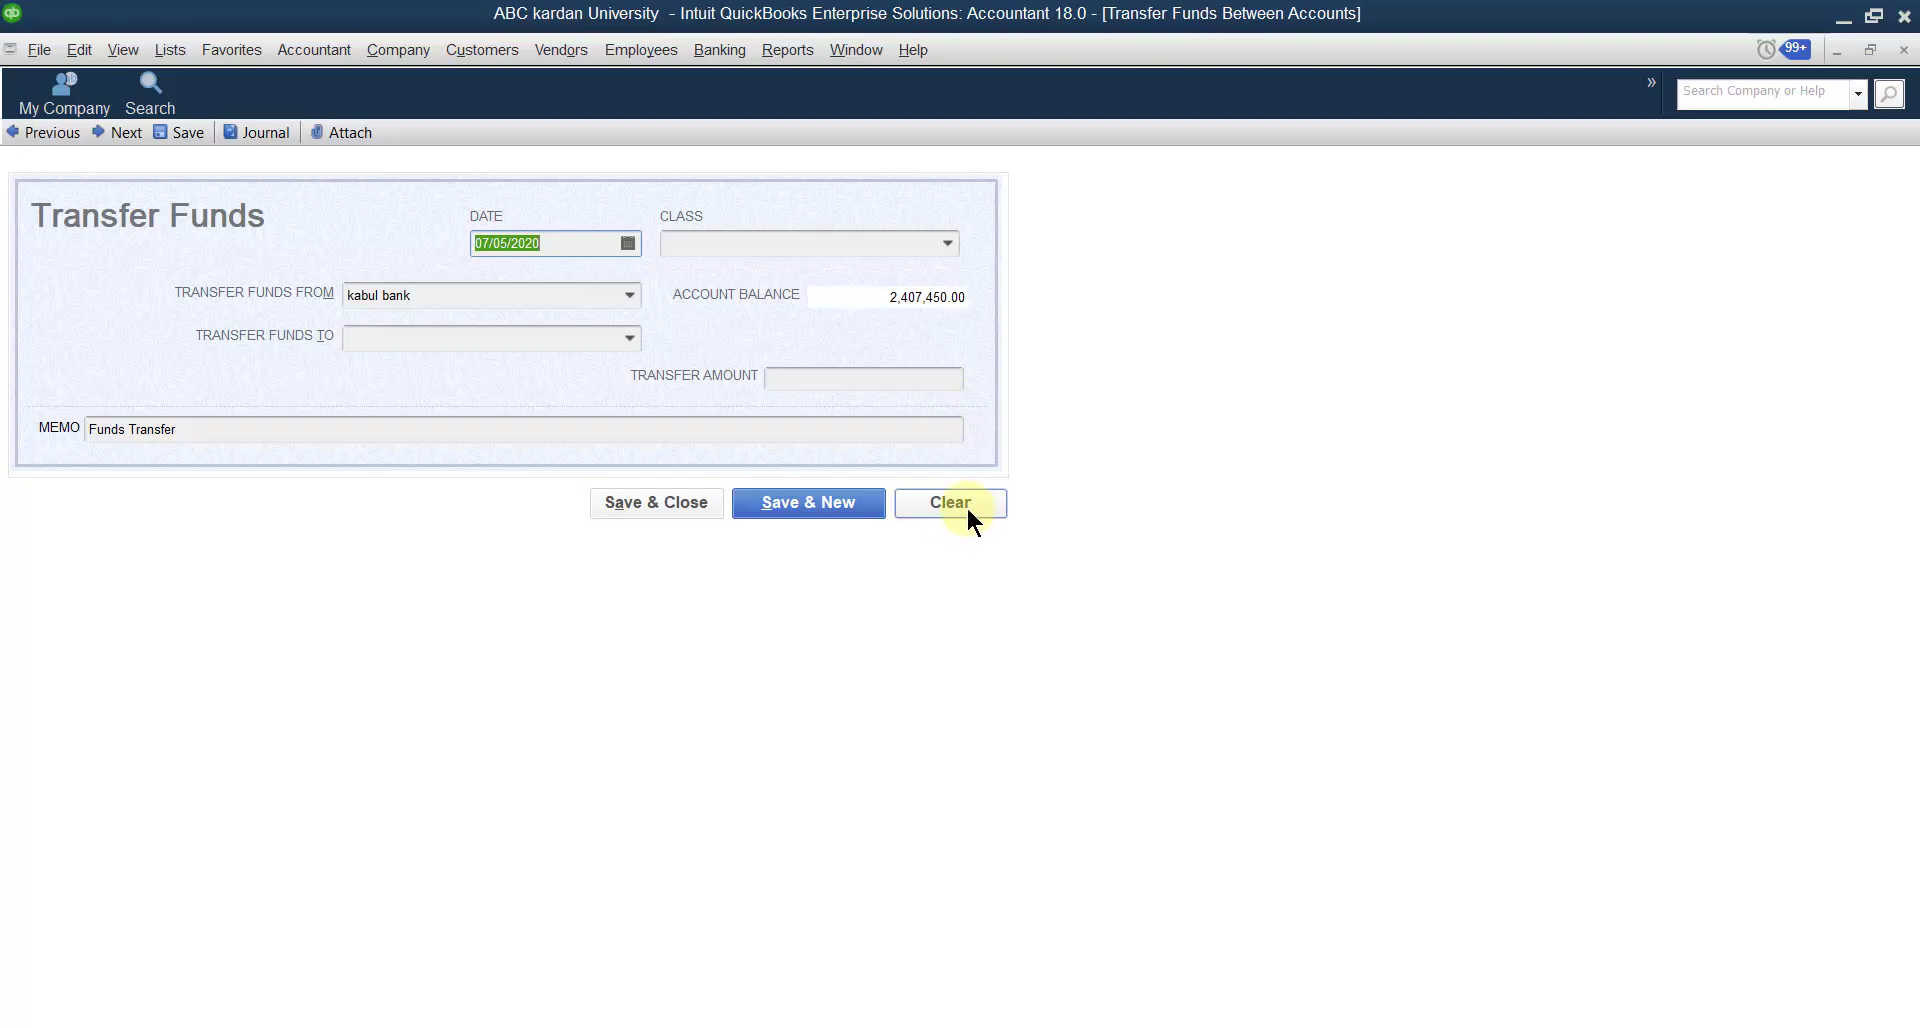 ABC kardan University - Intuit QuickBooks Enterprise Solutions: Accountant 18.0 - [Transfer Funds Between Accounts]
File Edit View Lists Favorites Accountant Company Customers Vendors Employees Banking Reports Window Help 99+
My Company Search » Search Company or Help
Previous Next Save Journal Attach
Transfer Funds
DATE CLASS
07/05/2020
TRANSFER FUNDS FROM kabul bank ACCOUNT BALANCE 2,407,450.00
TRANSFER FUNDS TO
TRANSFER AMOUNT
MEMO Funds Transfer
Save & Close Save & New Clear